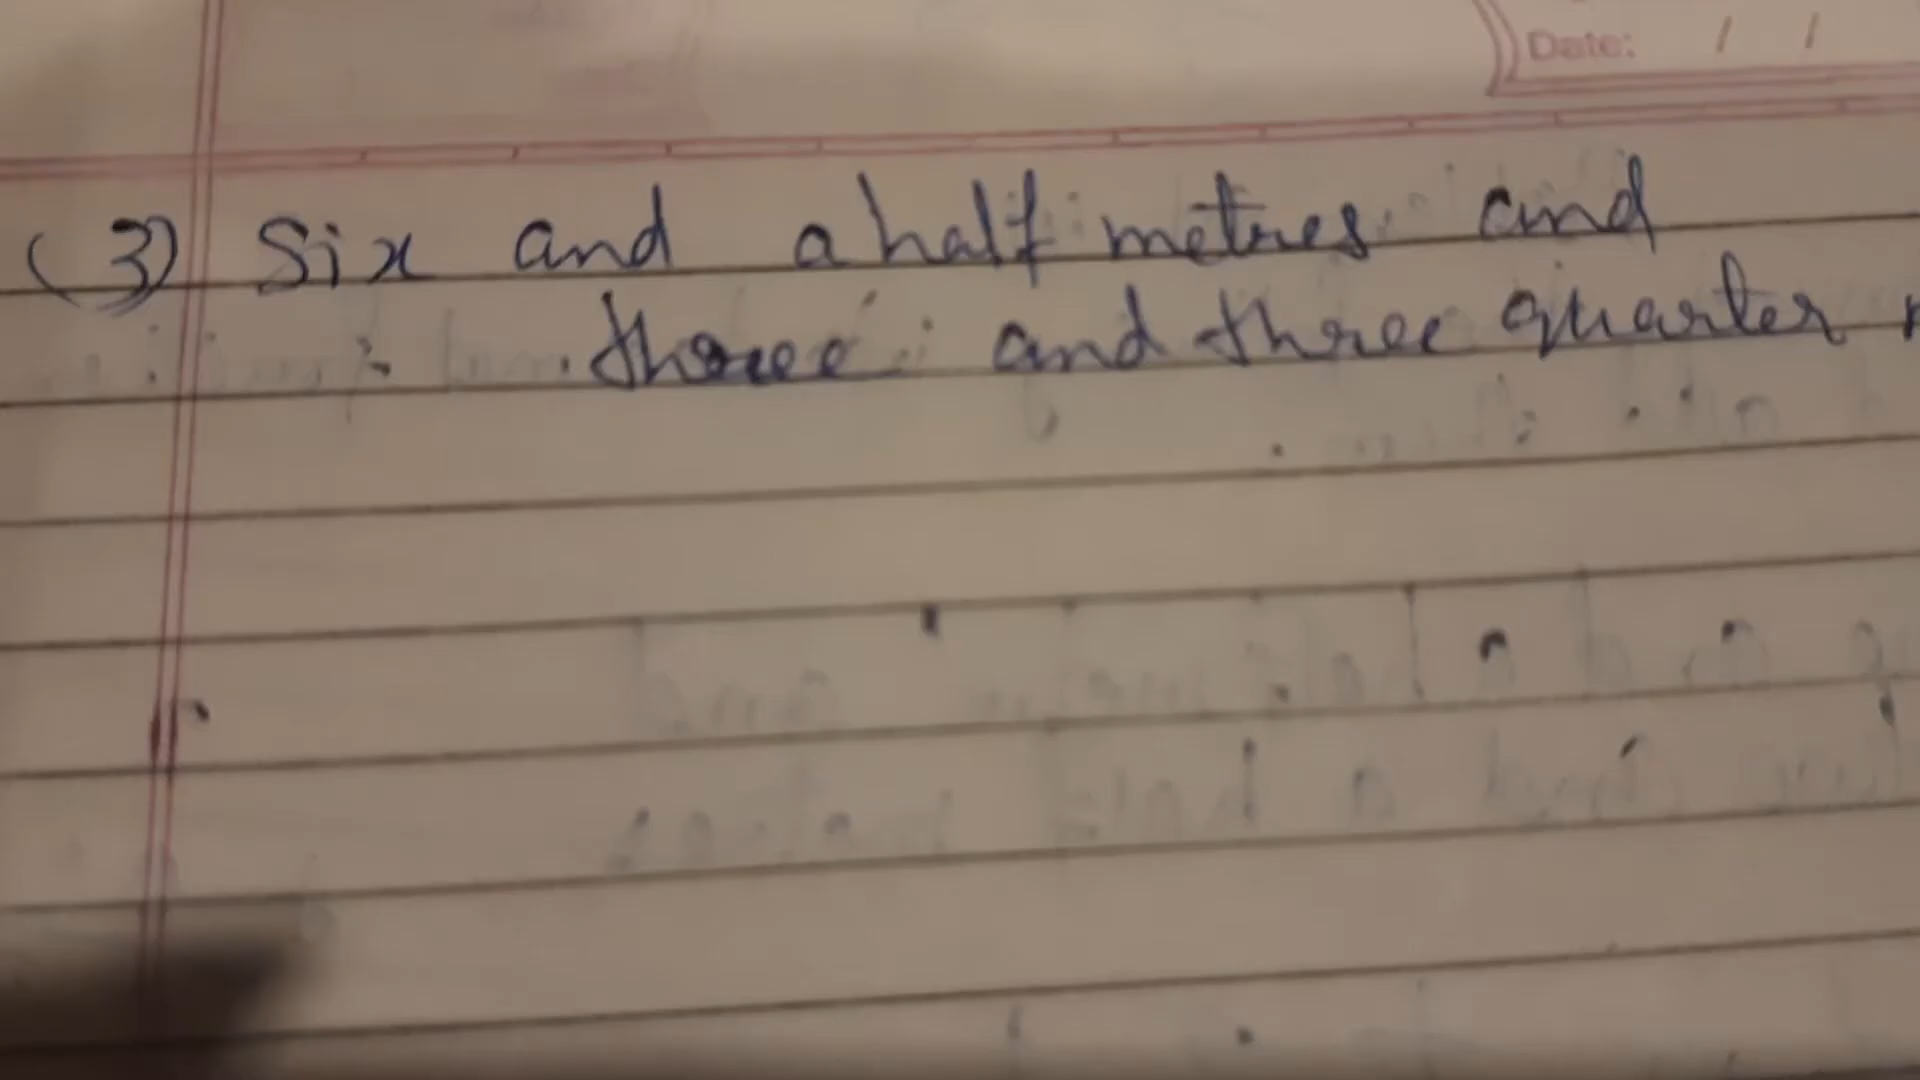 Date: / /
(3) Six and a half metres and
three and three quarter